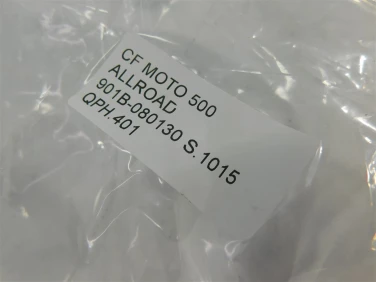 CF MOTO 500
ALLROAD
901B-080130 S.1015
QPH.401